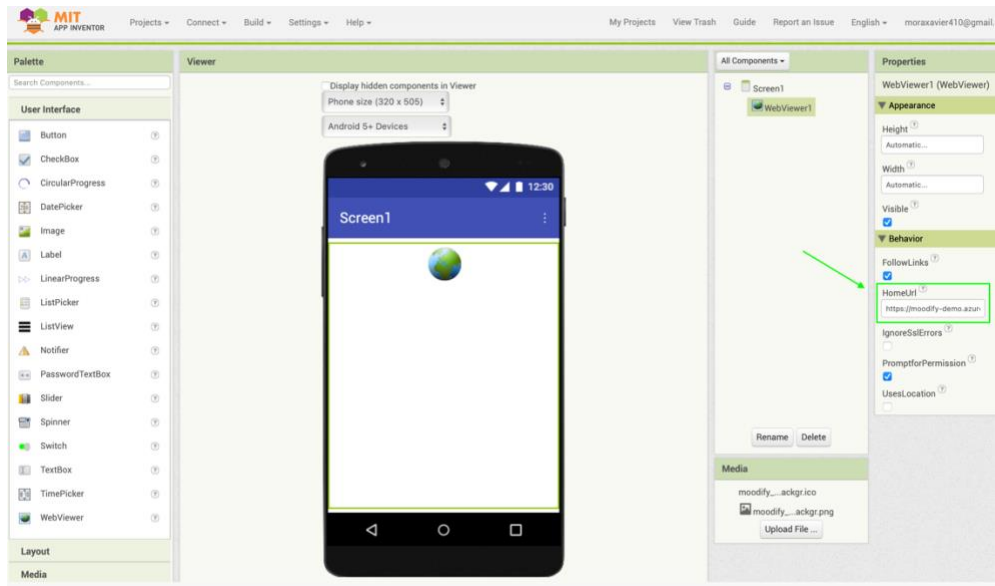 MIT
APP INVENTOR
Projects Connect Build Settings Help
My Projects View Trash Guide Report an Issue English moraxavier410@gmail.
Palette
Search Components...
User Interface
Button
CheckBox
CircularProgress
DatePicker
Image
Label
LinearProgress
ListPicker
ListView
Notifier
PasswordTextBox
Slider
Spinner
Switch
TextBox
TimePicker
WebViewer
Layout
Media
Viewer
Display hidden components in Viewer
Phone size (320 x 505)
Android 5+ Devices
12:30
Screen1
All Components
Screen1
WebViewer1
Rename Delete
Media
moodify_...ackgr.ico
moodify_...ackgr.png
Upload File ...
Properties
WebViewer1 (WebViewer)
Appearance
Height ?
Automatic...
Width ?
Automatic...
Visible ?
Behavior
FollowLinks ?
HomeUrl ?
https://moodify-demo.azur
IgnoreSslErrors ?
PromptforPermission ?
UsesLocation ?